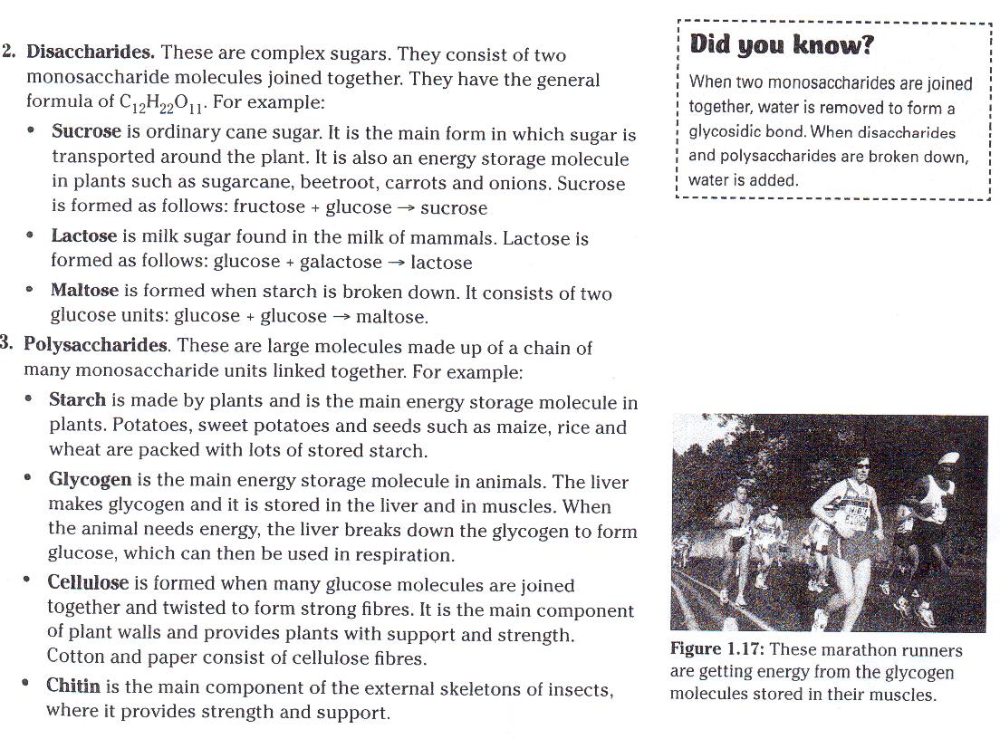 2. Disaccharides. These are complex sugars. They consist of two
monosaccharide molecules joined together. They have the general
formula of C₁₂H₂₂O₁₁. For example:
• Sucrose is ordinary cane sugar. It is the main form in which sugar is
transported around the plant. It is also an energy storage molecule
in plants such as sugarcane, beetroot, carrots and onions. Sucrose
is formed as follows: fructose + glucose → sucrose
• Lactose is milk sugar found in the milk of mammals. Lactose is
formed as follows: glucose + galactose → lactose
• Maltose is formed when starch is broken down. It consists of two
glucose units: glucose + glucose → maltose.
3. Polysaccharides. These are large molecules made up of a chain of
many monosaccharide units linked together. For example:
• Starch is made by plants and is the main energy storage molecule in
plants. Potatoes, sweet potatoes and seeds such as maize, rice and
wheat are packed with lots of stored starch.
• Glycogen is the main energy storage molecule in animals. The liver
makes glycogen and it is stored in the liver and in muscles. When
the animal needs energy, the liver breaks down the glycogen to form
glucose, which can then be used in respiration.
• Cellulose is formed when many glucose molecules are joined
together and twisted to form strong fibres. It is the main component
of plant walls and provides plants with support and strength.
Cotton and paper consist of cellulose fibres.
• Chitin is the main component of the external skeletons of insects,
where it provides strength and support.
Did you know?
When two monosaccharides are joined
together, water is removed to form a
glycosidic bond. When disaccharides
and polysaccharides are broken down,
water is added.
Figure 1.17: These marathon runners
are getting energy from the glycogen
molecules stored in their muscles.